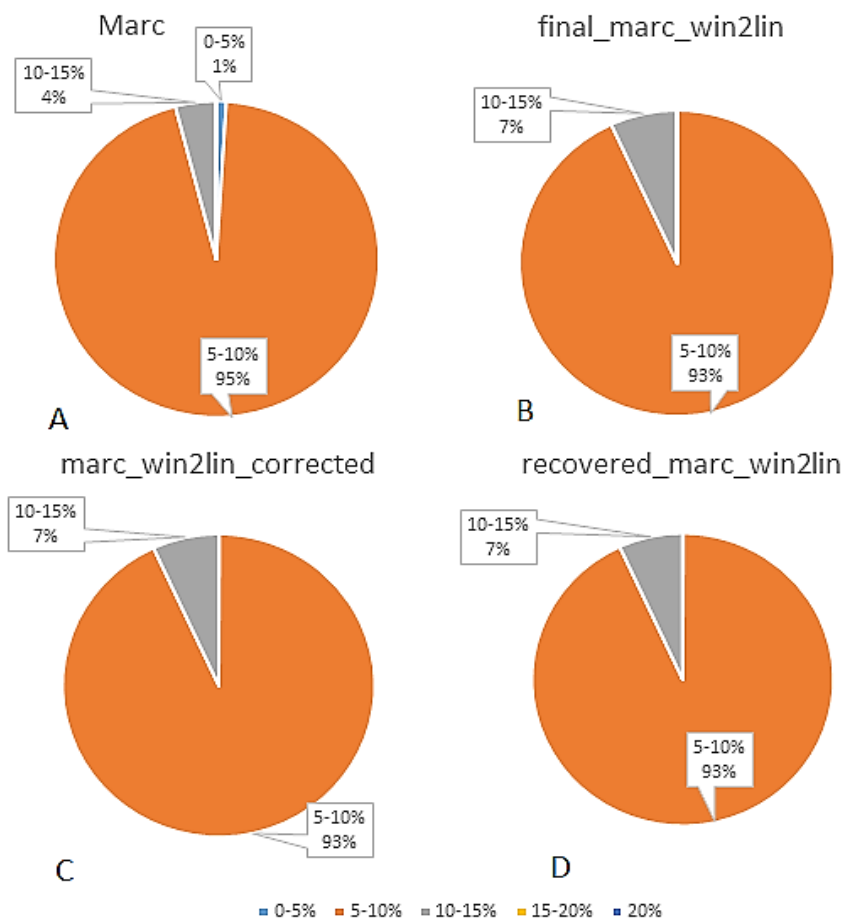 Marc
0-5%
1%
10-15%
4%
5-10%
95%
A
final_marc_win2lin
10-15%
7%
5-10%
93%
B
marc_win2lin_corrected
10-15%
7%
5-10%
93%
C
recovered_marc_win2lin
10-15%
7%
5-10%
93%
D
0-5% 5-10% 10-15% 15-20% 20%